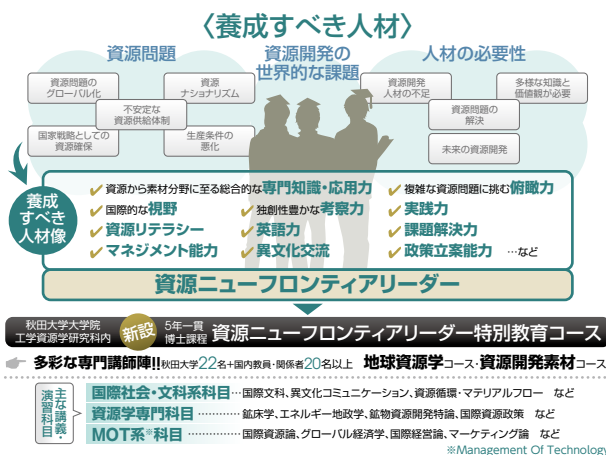 〈養成すべき人材〉
資源問題
資源開発の
世界的な課題
人材の必要性
資源問題の
グローバル化
資源
ナショナリズム
不安定な
資源供給体制
国家戦略としての
資源確保
生産条件の
悪化
資源開発
人材の不足
多様な知識と
価値観が必要
資源問題の
解決
未来の資源開発
養成
すべき
人材像
✓資源から素材分野に至る総合的な専門知識・応用力
✓複雑な資源問題に挑む俯瞰力
✓国際的な視野
✓独創性豊かな考察力
✓実践力
✓資源リテラシー
✓英語力
✓課題解決力
✓マネジメント能力
✓異文化交流
✓政策立案能力 …など
資源ニューフロンティアリーダー
秋田大学大学院
工学資源学研究科内
新設
5年一貫
博士課程
資源ニューフロンティアリーダー特別教育コース
多彩な専門講師陣!!秋田大学22名+国内教員・関係者20名以上 地球資源学コース・資源開発素材コース
主な講義・
演習科目
国際社会・文科系科目…国際文科、異文化コミュニケーション、資源循環・マテリアルフロー など
資源学専門科目…………鉱床学、エネルギー地政学、鉱物資源開発特論、国際資源政策 など
MOT系※科目……………国際資源論、グローバル経済学、国際経営論、マーケティング論 など
※Management Of Technology